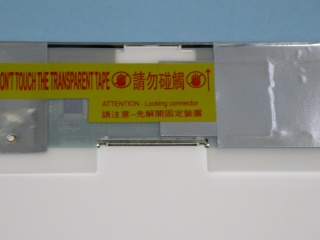 ON'T TOUCH THE TRANSPARENT TAPE 請勿碰觸
ATTENTION - Locking connector
請注意-先解開固定裝置